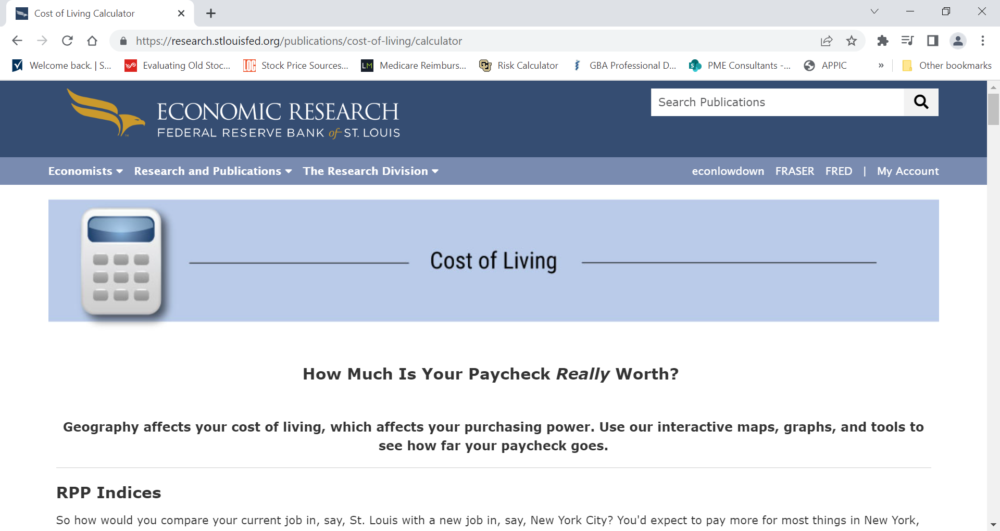 Cost of Living Calculator
https://research.stlouisfed.org/publications/cost-of-living/calculator
Welcome back. | S... Evaluating Old Stoc... LOC Stock Price Sources... LM Medicare Reimburs... CU Risk Calculator GBA Professional D... S PME Consultants -... APPIC » Other bookmarks
ECONOMIC RESEARCH
FEDERAL RESERVE BANK of ST. LOUIS
™
Search Publications
Economists Research and Publications The Research Division econlowdown FRASER FRED | My Account
Cost of Living
How Much Is Your Paycheck Really Worth?
Geography affects your cost of living, which affects your purchasing power. Use our interactive maps, graphs, and tools to
see how far your paycheck goes.
RPP Indices
So how would you compare your current job in, say, St. Louis with a new job in, say, New York City? You'd expect to pay more for most things in New York,